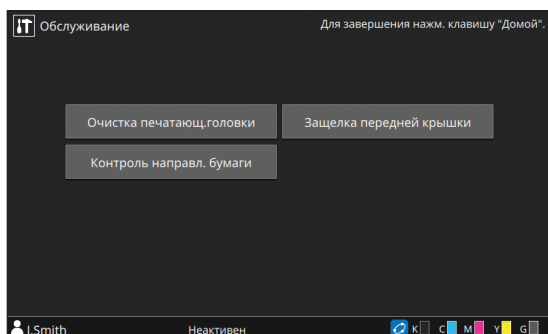 Обслуживание
Для завершения нажм. клавишу "Домой".
Очистка печатающ.головки
Защелка передней крышки
Контроль направл. бумаги
J.Smith
Неактивен
K C M Y G